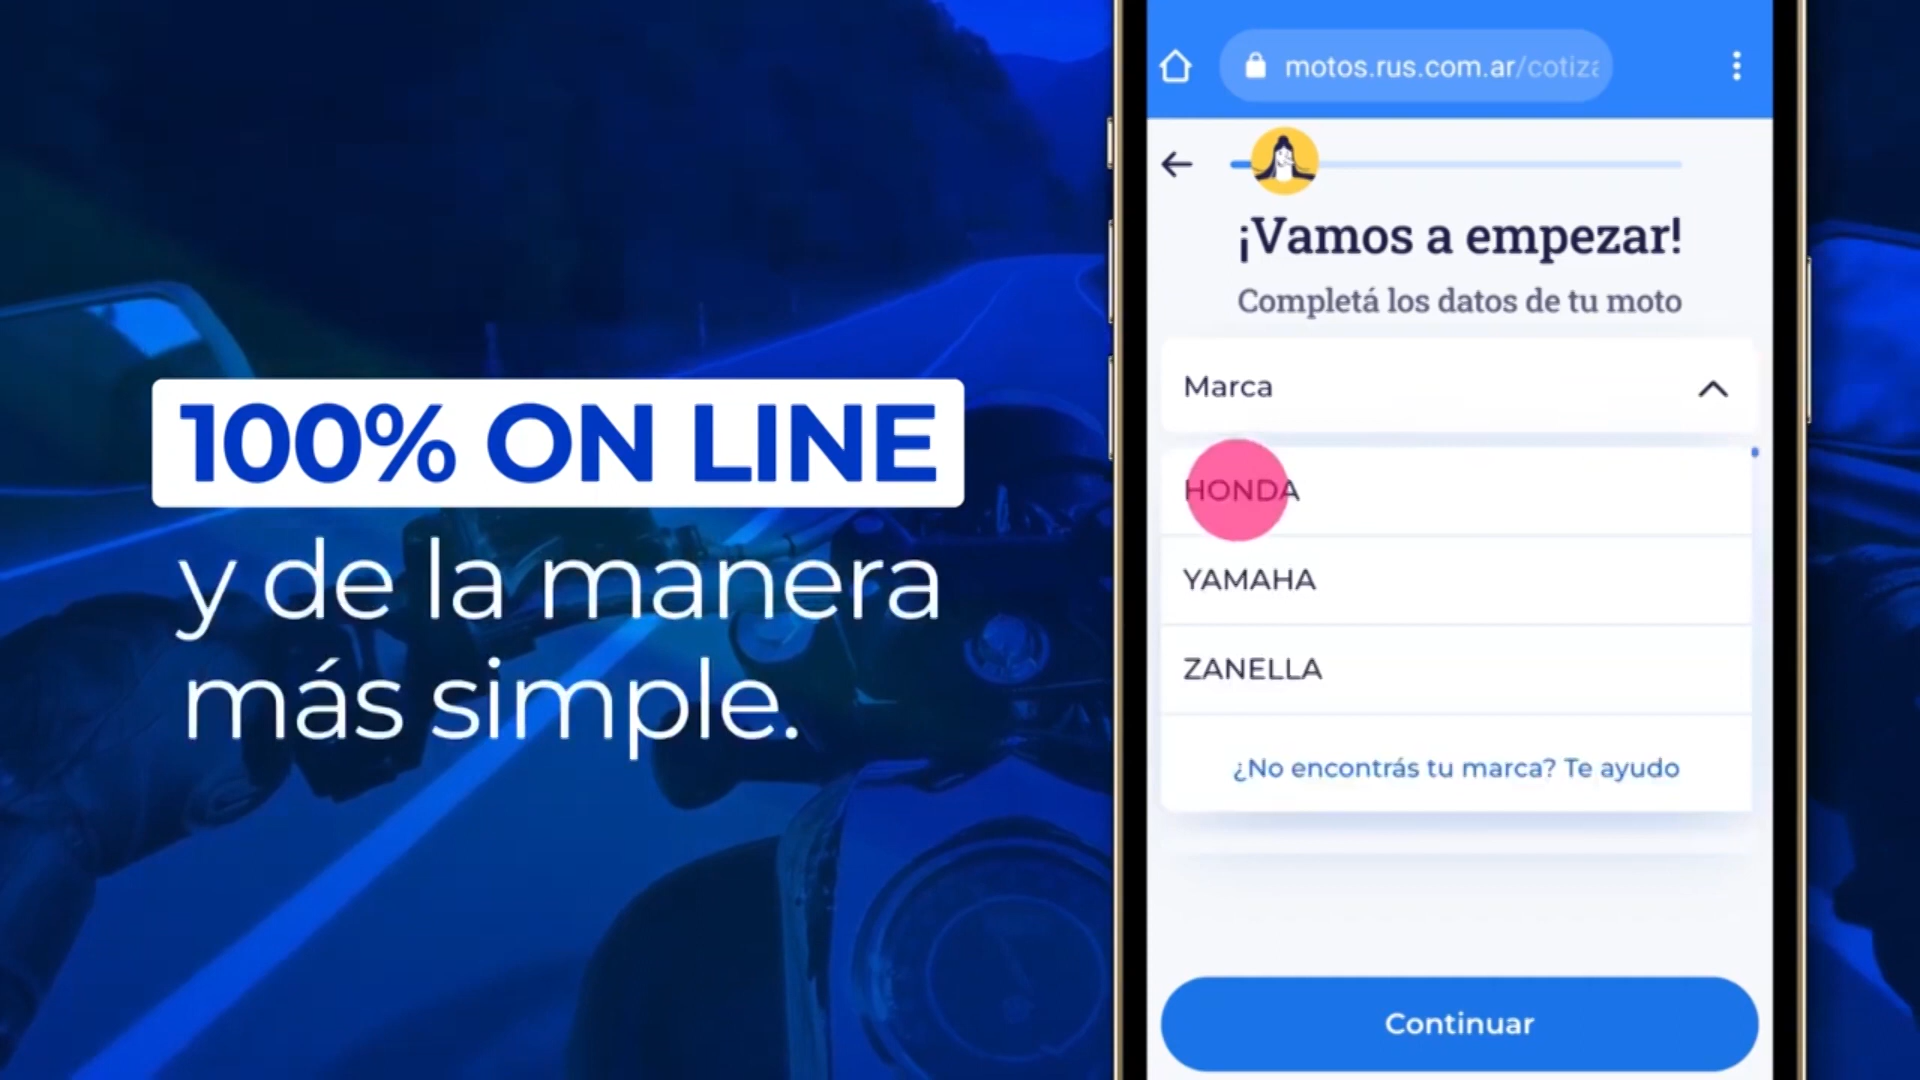 100% ON LINE
y de la manera
más simple.
motos.rus.com.ar/cotiza
¡Vamos a empezar!
Completá los datos de tu moto
Marca
HONDA
YAMAHA
ZANELLA
¿No encontrás tu marca? Te ayudo
Continuar